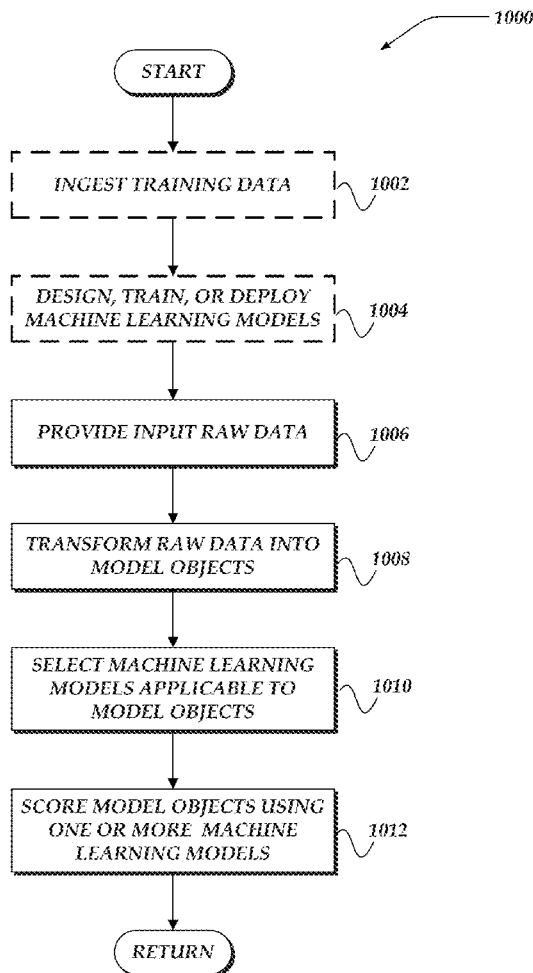 1000
START
INGEST TRAINING DATA
1002
DESIGN, TRAIN, OR DEPLOY
MACHINE LEARNING MODELS
1004
PROVIDE INPUT RAW DATA
1006
TRANSFORM RAW DATA INTO
MODEL OBJECTS
1008
SELECT MACHINE LEARNING
MODELS APPLICABLE TO
MODEL OBJECTS
1010
SCORE MODEL OBJECTS USING
ONE OR MORE MACHINE
LEARNING MODELS
1012
RETURN